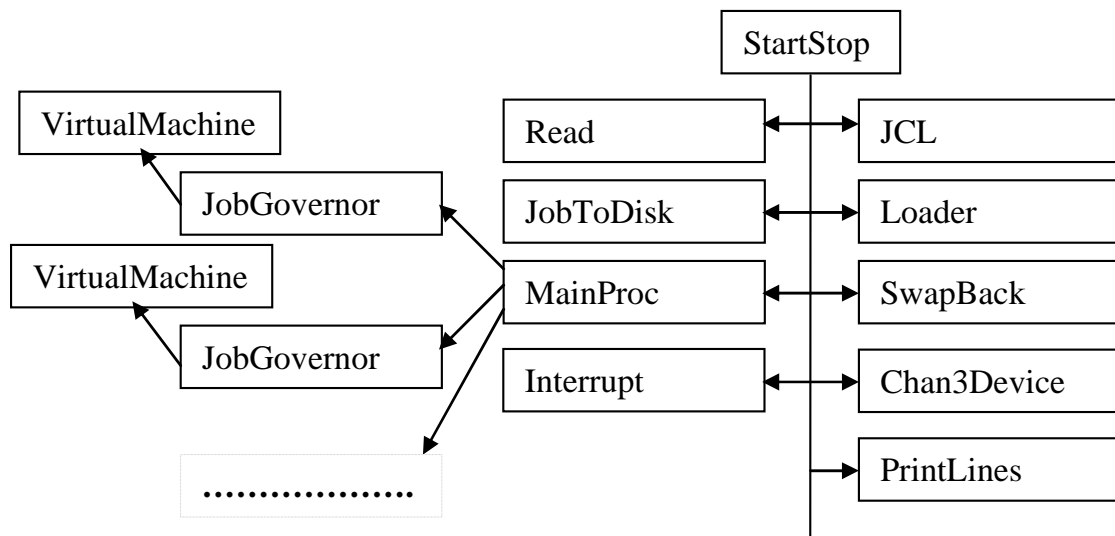 StartStop
VirtualMachine
Read
JCL
JobGovernor
JobToDisk
Loader
VirtualMachine
MainProc
SwapBack
JobGovernor
Interrupt
Chan3Device
PrintLines
...................